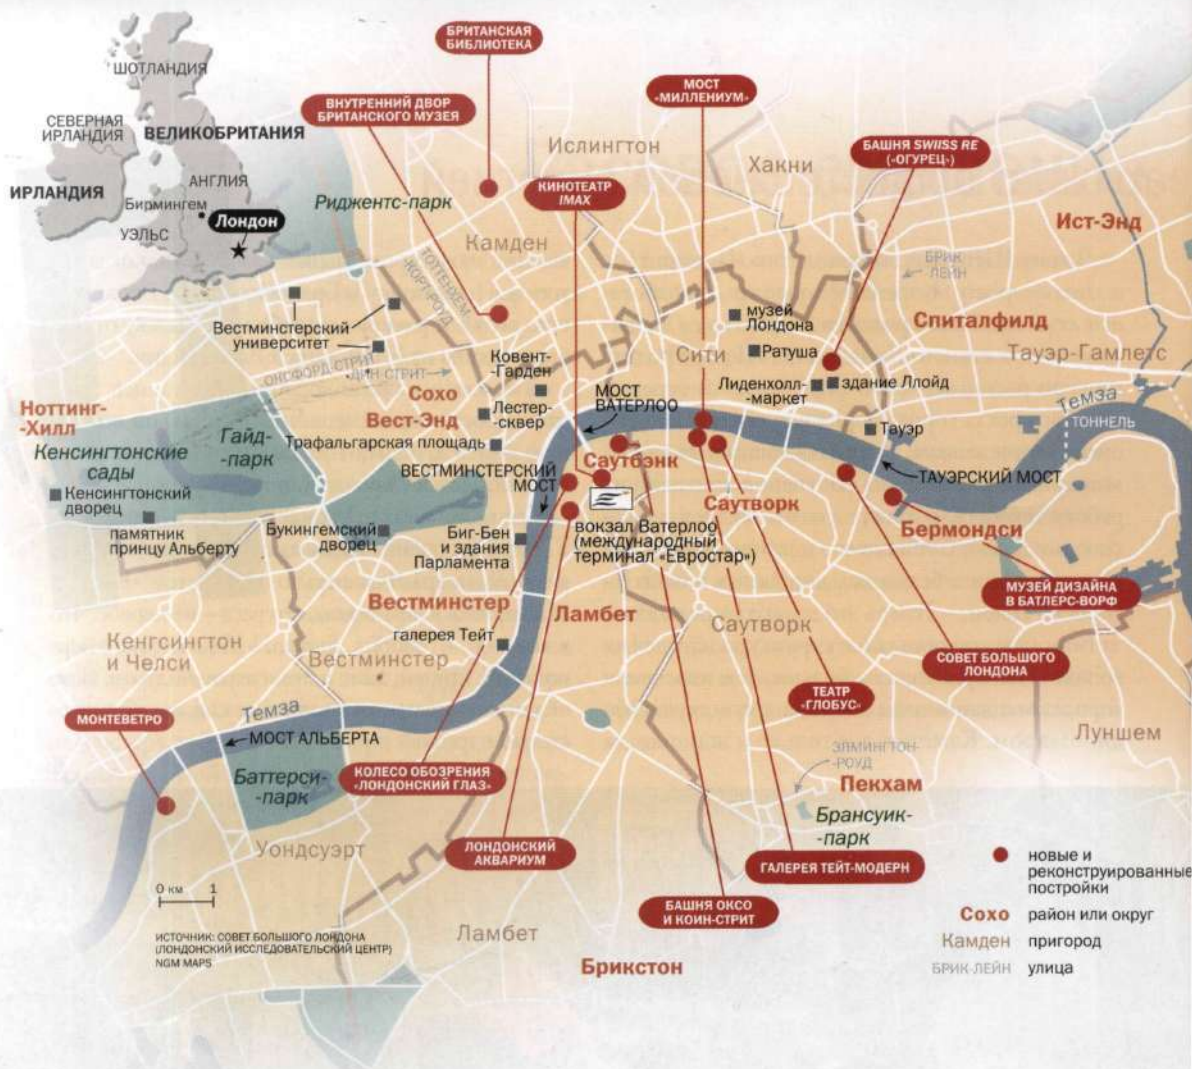 БРИТАНСКАЯ
БИБЛИОТЕКА
ШОТЛАНДИЯ
СЕВЕРНАЯ
ИРЛАНДИЯ
ВЕЛИКОБРИТАНИЯ
ИРЛАНДИЯ
АНГЛИЯ
Бирмингем
УЭЛЬС
Лондон
ВНУТРЕННИЙ ДВОР
БРИТАНСКОГО МУЗЕЯ
МОСТ
«МИЛЛЕНИУМ»
БАШНЯ SWIISS RE
(«ОГУРЕЦ»)
КИНОТЕАТР
IMAX
Ислингтон
Хакни
Риджентс-парк
Камден
Ист-Энд
ТОТТЕНХЕМ-
-КОРТ-РОУД
БРИК-
ЛЕЙН
Вестминстерский
университет
музей
Лондона
Спиталфилд
Сити
Ратуша
Тауэр-Гамлетс
Ковент-
-Гарден
ОКСФОРД-СТРИТ
ДИН-СТРИТ
Лиденхолл-
-маркет
здание Ллойд
Сохо
Вест-Энд
Лестер-
-сквер
МОСТ
ВАТЕРЛОО
Темза
ТОННЕЛЬ
Ноттинг-
-Хилл
Кенсингтонские
сады
Гайд-
-парк
Трафальгарская площадь
Тауэр
Саутбэнк
ВЕСТМИНСТЕРСКИЙ
МОСТ
ТАУЭРСКИЙ МОСТ
Кенсингтонский
дворец
памятник
принцу Альберту
Букингемский
дворец
Биг-Бен
и здания
Парламента
вокзал Ватерлоо
(международный
терминал «Евростар»)
Саутворк
Бермондси
МУЗЕЙ ДИЗАЙНА
В БАТЛЕРС-ВОРФ
Вестминстер
Ламбет
Саутворк
Кенгсингтон
и Челси
Вестминстер
галерея Тейт
СОВЕТ БОЛЬШОГО
ЛОНДОНА
ТЕАТР
«ГЛОБУС»
МОНТЕВЕТРО
Темза
МОСТ АЛЬБЕРТА
Луншем
ЭЛМИНГТОН-
-РОУД
Баттерси-
-парк
КОЛЕСО ОБОЗРЕНИЯ
«ЛОНДОНСКИЙ ГЛАЗ»
Пекхам
Брансуик-
-парк
Уондсуэрт
ЛОНДОНСКИЙ
АКВАРИУМ
ГАЛЕРЕЯ ТЕЙТ-МОДЕРН
БАШНЯ ОКСО
И КОИН-СТРИТ
Ламбет
Брикстон
0 км 1
ИСТОЧНИК: СОВЕТ БОЛЬШОГО ЛОНДОНА
(ЛОНДОНСКИЙ ИССЛЕДОВАТЕЛЬСКИЙ ЦЕНТР)
NGM MAPS
новые и
реконструированные
постройки
Сохо район или округ
Камден пригород
БРИК-ЛЕЙН улица